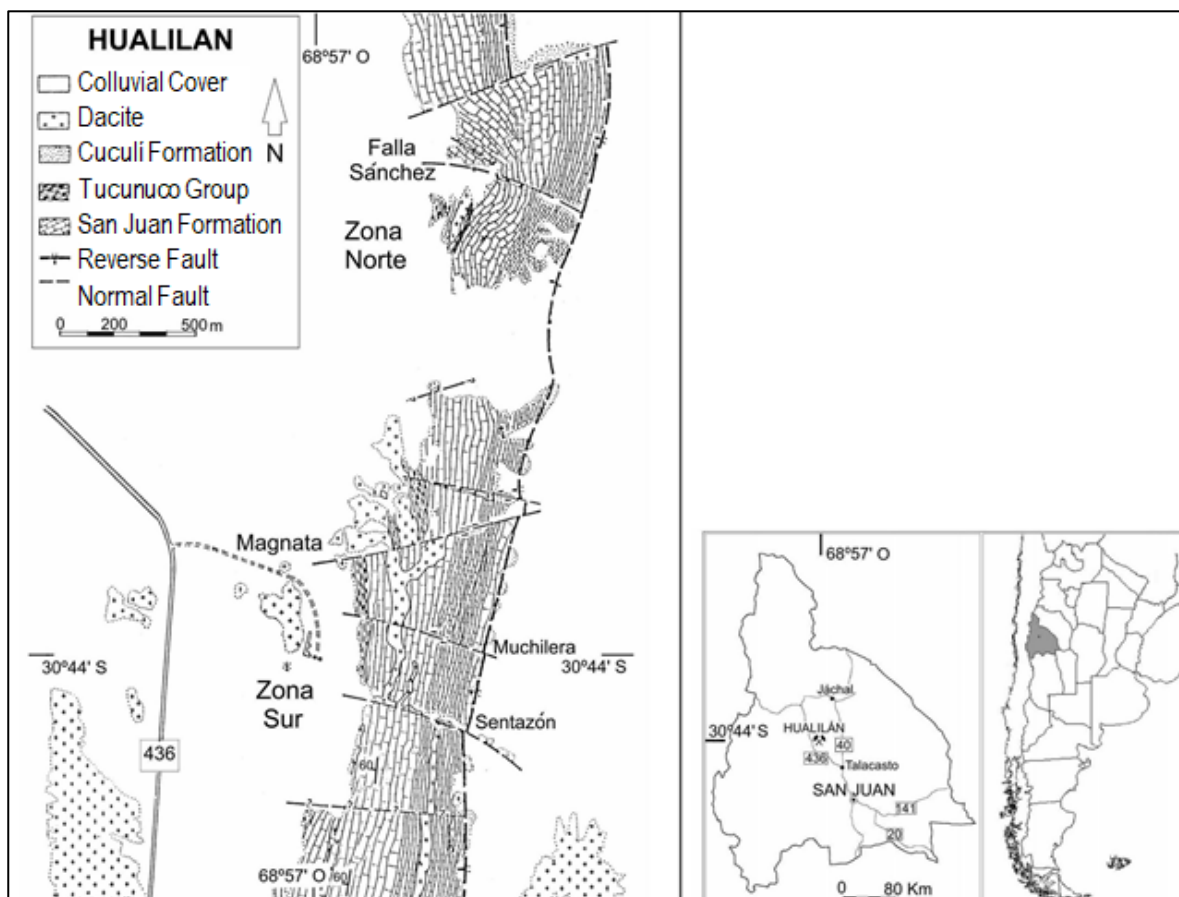 HUALILAN
Colluvial Cover
Dacite
Cuculi Formation
Tucunuco Group
San Juan Formation
Reverse Fault
Normal Fault
0 200 500 m
N
68º57' O
Falla
Sánchez
Zona
Norte
Magnata
Muchilera
30º44' S
30º44' S
Zona
Sur
Sentazón
436
60
68º57' O
60
68º57' O
Jáchal
30º44' S
HUALILÁN
40
436
Talacasto
SAN JUAN
141
20
0 80 Km